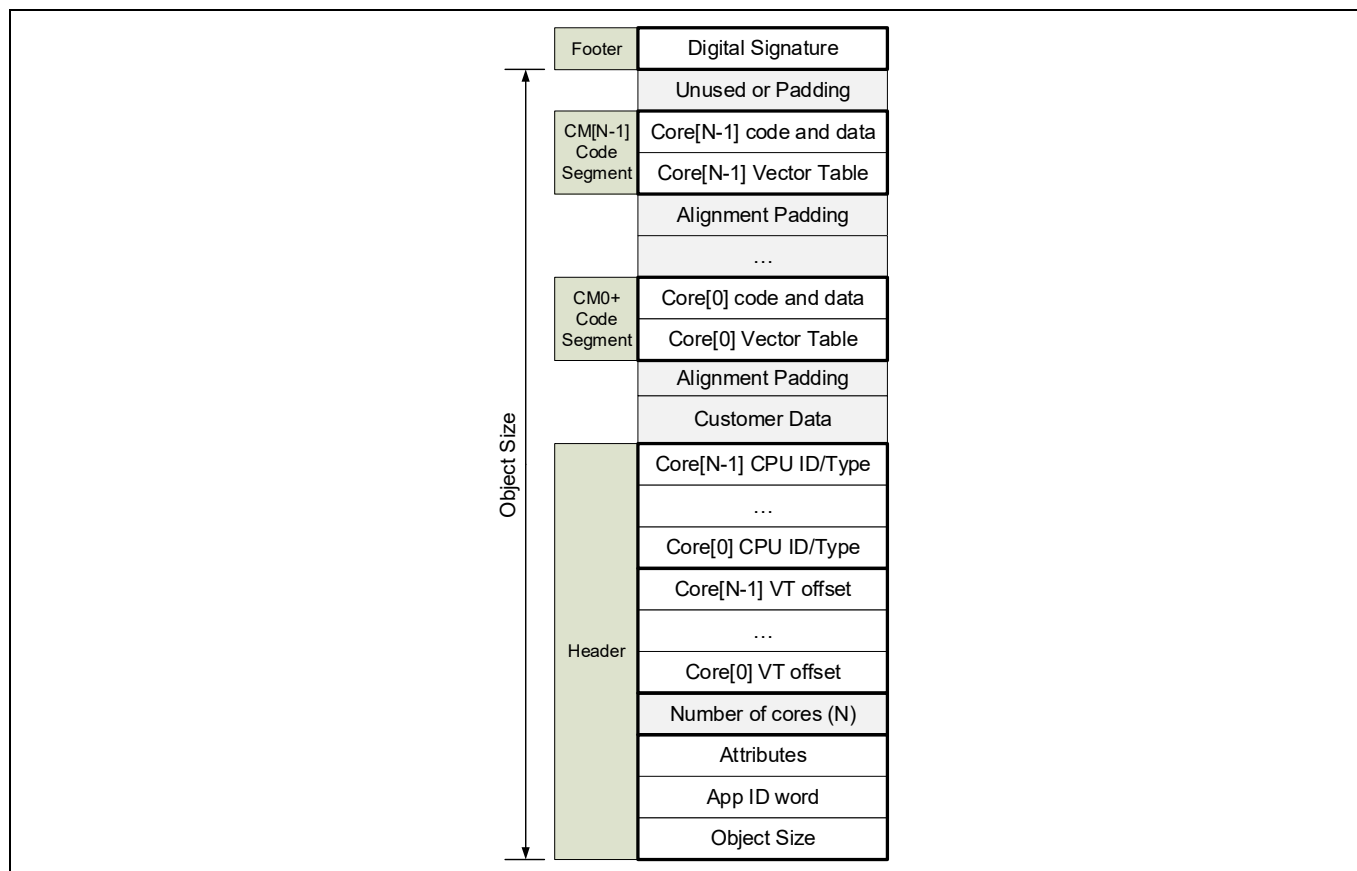 Footer
Digital Signature
Unused or Padding
CM[N-1]
Code
Segment
Core[N-1] code and data
Core[N-1] Vector Table
Alignment Padding
...
CM0+
Code
Segment
Core[0] code and data
Core[0] Vector Table
Alignment Padding
Customer Data
Object Size
Header
Core[N-1] CPU ID/Type
...
Core[0] CPU ID/Type
Core[N-1] VT offset
...
Core[0] VT offset
Number of cores (N)
Attributes
App ID word
Object Size